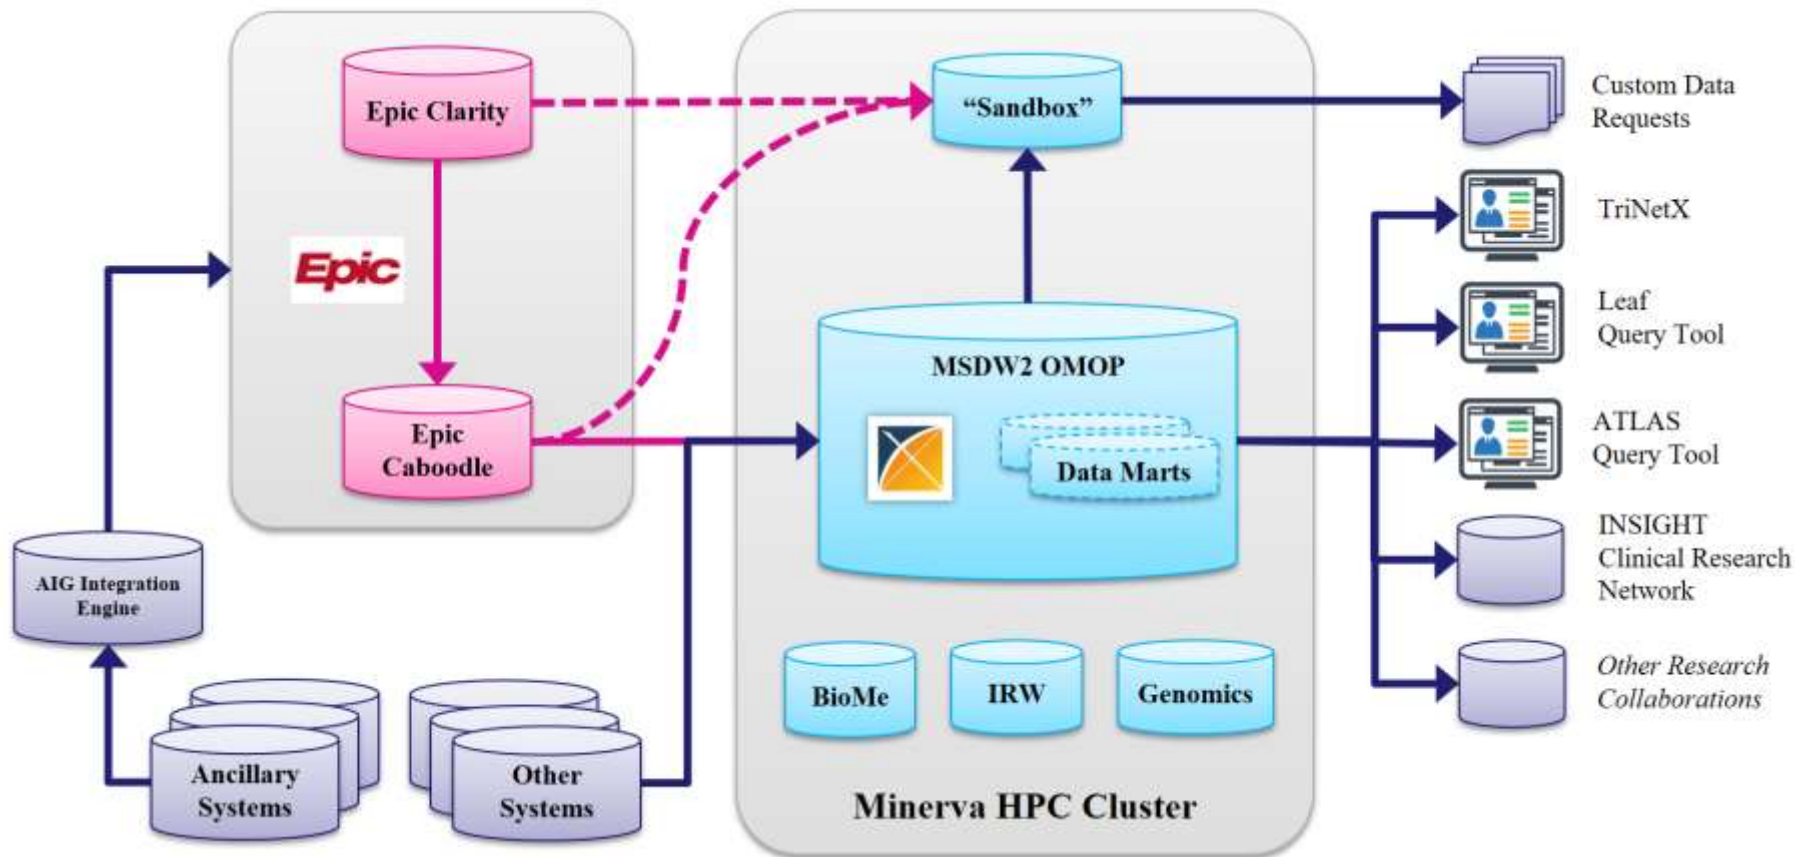 Epic Clarity
Epic
Epic
Caboodle
AIG Integration
Engine
Ancillary
Systems
Other
Systems
“Sandbox”
MSDW2 OMOP
Data Marts
BioMe
IRW
Genomics
Minerva HPC Cluster
Custom Data
Requests
TriNetX
Leaf
Query Tool
ATLAS
Query Tool
INSIGHT
Clinical Research
Network
Other Research
Collaborations